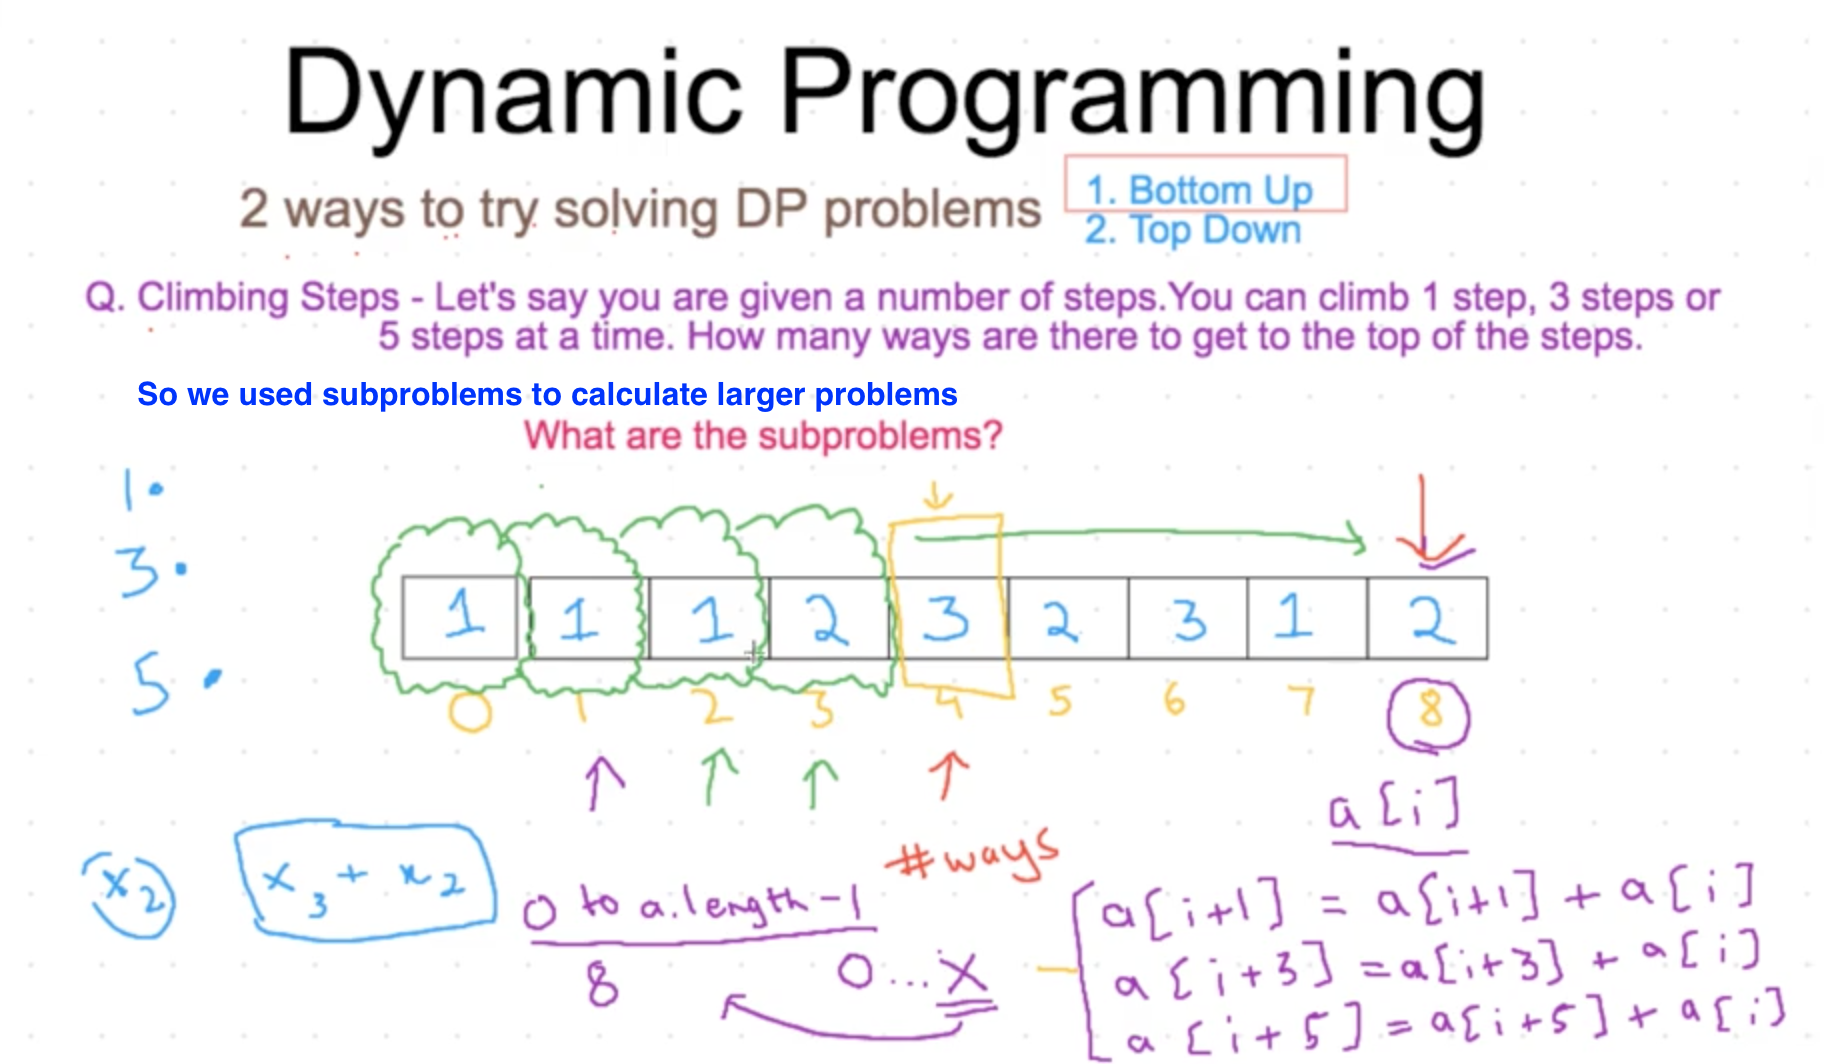 Dynamic Programming
2 ways to try solving DP problems
1. Bottom Up
2. Top Down
Q. Climbing Steps - Let's say you are given a number of steps.You can climb 1 step, 3 steps or
5 steps at a time. How many ways are there to get to the top of the steps.
So we used subproblems to calculate larger problems
What are the subproblems?
1.
3.
5.
1 1 1 2 3 2 3 1 2
0 1 2 3 4 5 6 7 8
a[i]
#ways
x2
x3 + x2
0 to a.length-1
8
0...x
a[i+1] = a[i+1] + a[i]
a[i+3] = a[i+3] + a[i]
a[i+5] = a[i+5] + a[i]